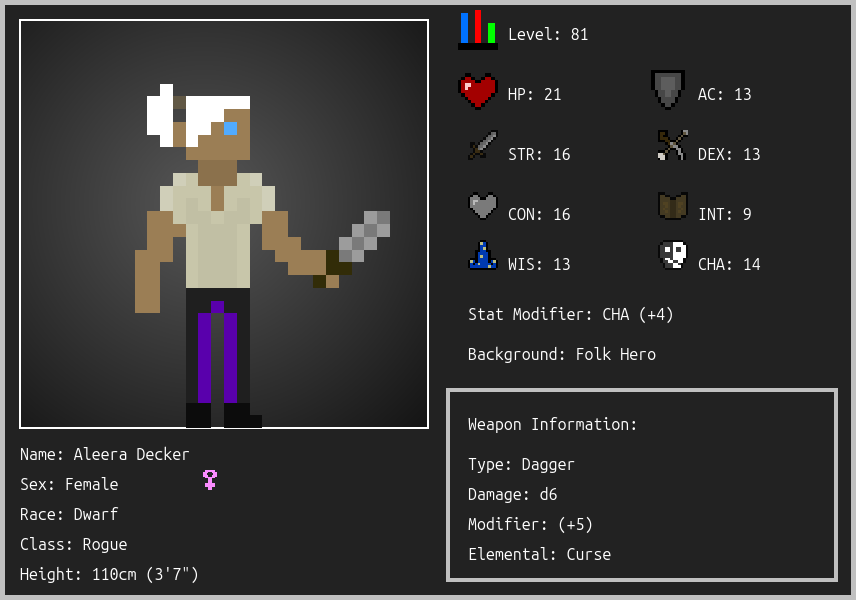 Level: 81
HP: 21
AC: 13
STR: 16
DEX: 13
CON: 16
INT: 9
WIS: 13
CHA: 14
Stat Modifier: CHA (+4)
Background: Folk Hero
Weapon Information:
Type: Dagger
Damage: d6
Modifier: (+5)
Elemental: Curse
Name: Aleera Decker
Sex: Female
Race: Dwarf
Class: Rogue
Height: 110cm (3'7")